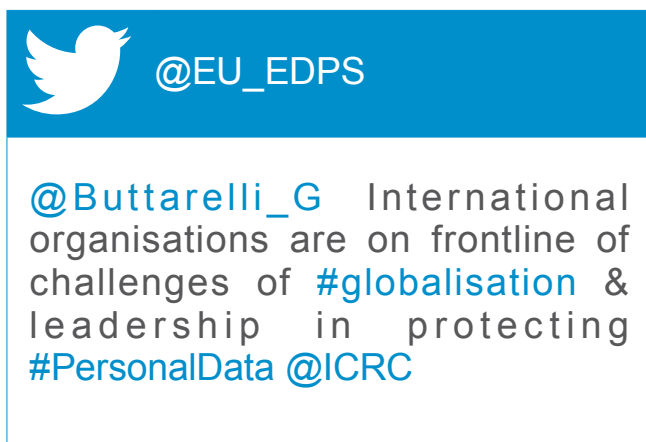 @EU_EDPS
@Buttarelli_G International
organisations are on frontline of
challenges of #globalisation &
leadership in protecting
#PersonalData @ICRC